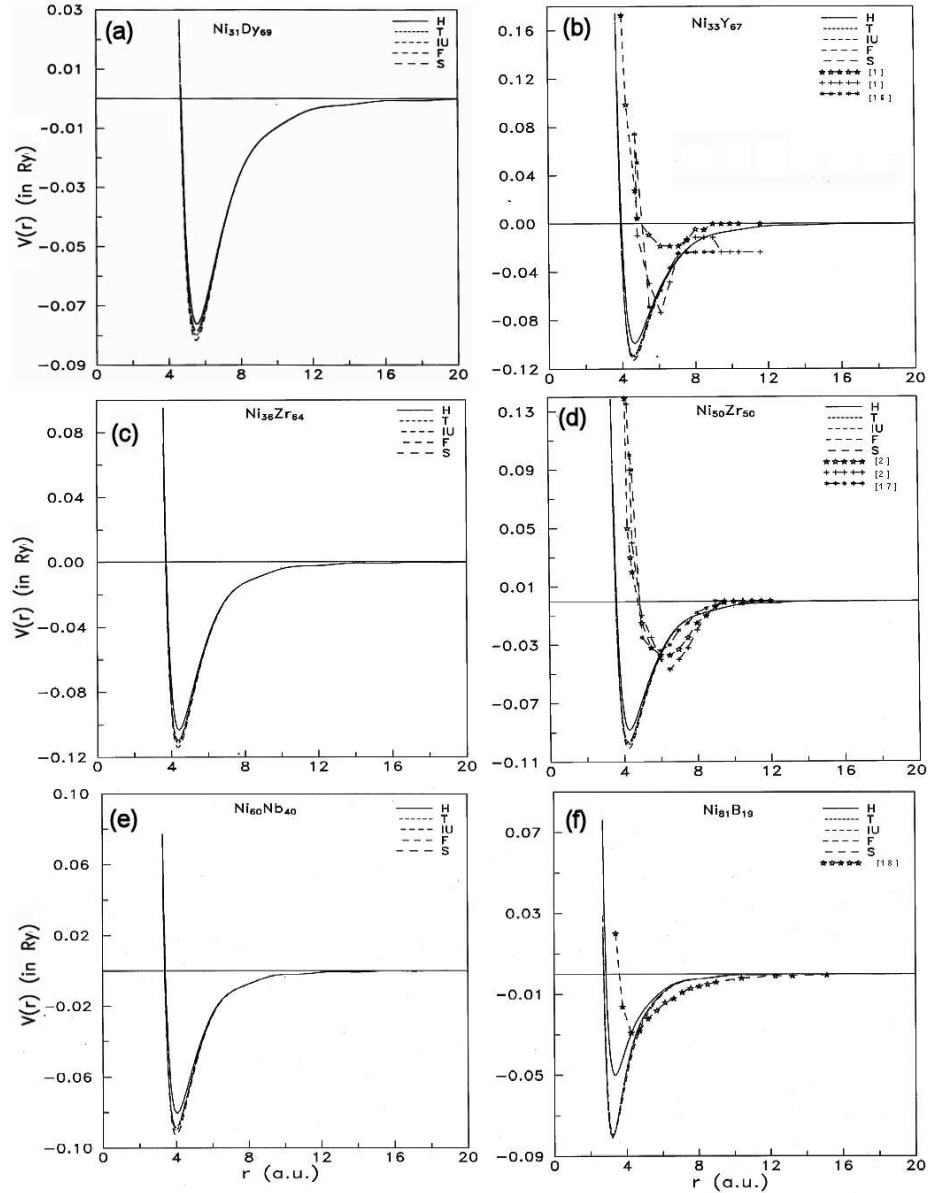 (a)
Ni31Dy69
H
T
IU
F
S
0.03
0.01
−0.01
−0.03
−0.05
−0.07
−0.09
V(r) (in Ry)
0 4 8 12 16 20
(b)
Ni33Y67
H
T
IU
F
S
[1]
[1]
[16]
0.16
0.12
0.08
0.04
0.00
−0.04
−0.08
−0.12
0 4 8 12 16 20
(c)
Ni36Zr64
H
T
IU
F
S
0.08
0.04
0.00
−0.04
−0.08
−0.12
V(r) (in Ry)
0 4 8 12 16 20
(d)
Ni50Zr50
H
T
IU
F
S
[2]
[2]
[17]
0.13
0.09
0.05
0.01
−0.03
−0.07
−0.11
0 4 8 12 16 20
(e)
Ni60Nb40
H
T
IU
F
S
0.10
0.06
0.02
−0.02
−0.06
−0.10
V(r) (in Ry)
0 4 8 12 16 20
r (a.u.)
(f)
Ni81B19
H
T
IU
F
S
[18]
0.07
0.03
−0.01
−0.05
−0.09
0 4 8 12 16 20
r (a.u.)